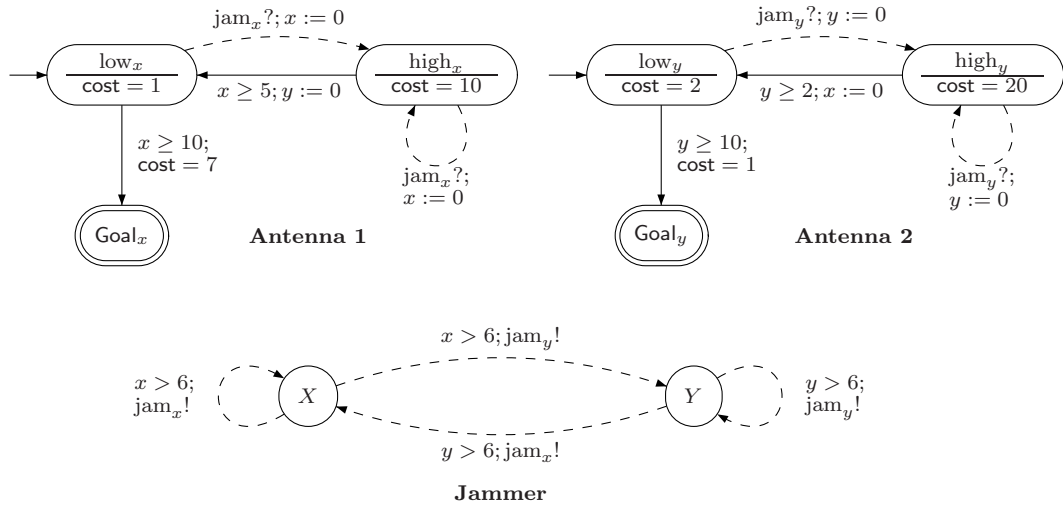 jam_x?; x := 0
low_x
cost = 1
high_x
cost = 10
x ≥ 5; y := 0
x ≥ 10;
cost = 7
jam_x?;
x := 0
Goal_x
Antenna 1
jam_y?; y := 0
low_y
cost = 2
high_y
cost = 20
y ≥ 2; x := 0
y ≥ 10;
cost = 1
jam_y?;
y := 0
Goal_y
Antenna 2
x > 6; jam_y!
x > 6;
jam_x!
X
Y
y > 6;
jam_y!
y > 6; jam_x!
Jammer